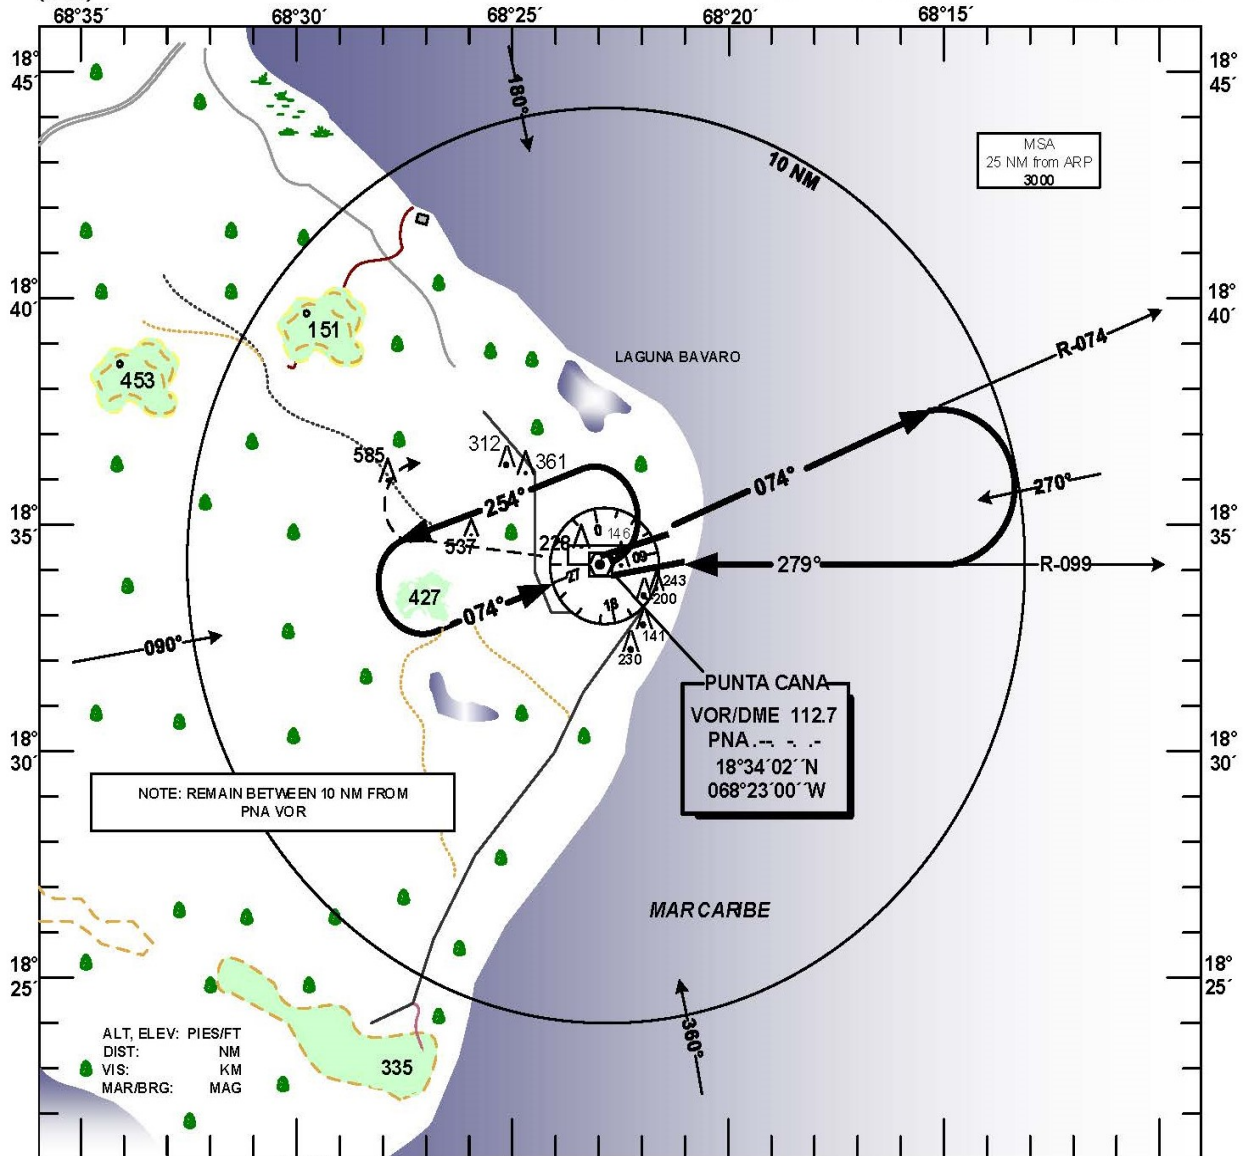 68°35´ 68°30´ 68°25´ 68°20´ 68°15´
18°
45´
18°
45´
180°
10 NM
MSA
25 NM from ARP
3000
18°
40´
18°
40´
151
R-074
453
LAGUNA BAVARO
585
312
361
074°
270°
254°
18°
35´
18°
35´
537
228
0
146
09
27
18
279°
R-099
427
074°
243
200
141
230
090°
PUNTA CANA
VOR/DME 112.7
PNA .--. -. .-
18°34´02´´N
068°23´00´´W
18°
30´
18°
30´
NOTE: REMAIN BETWEEN 10 NM FROM
PNA VOR
MAR CARIBE
18°
25´
18°
25´
360°
ALT, ELEV: PIES/FT
DIST: NM
VIS: KM
MAR/BRG: MAG
335